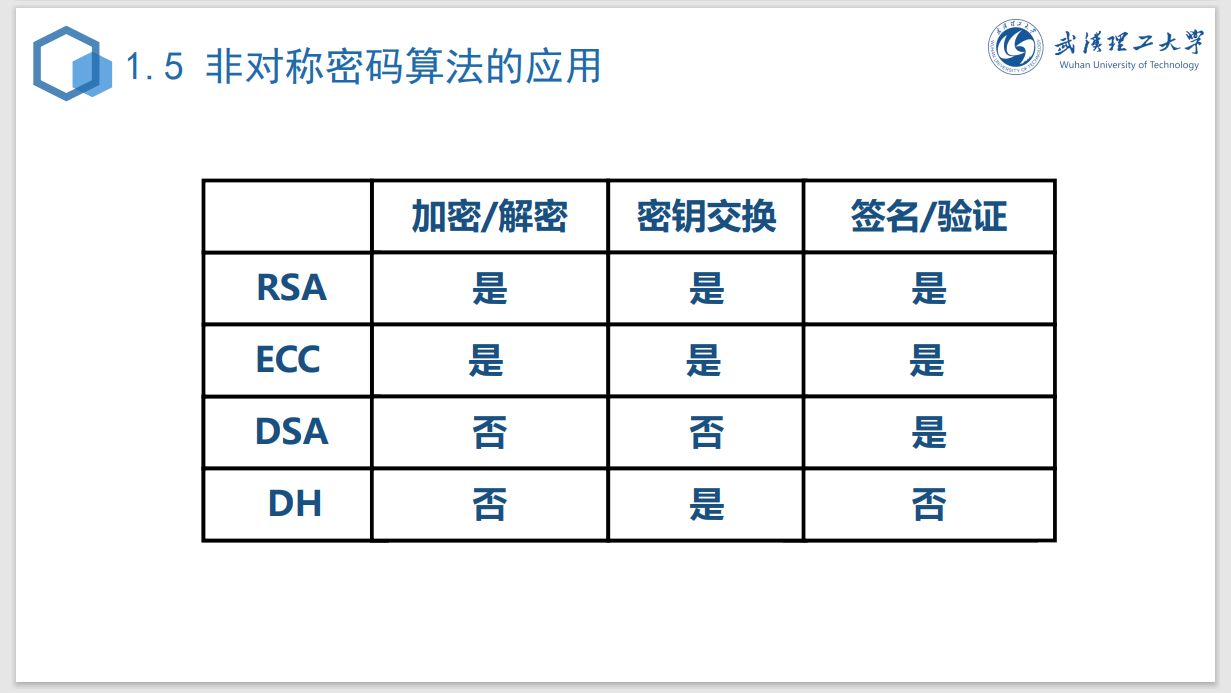 1.5 非对称密码算法的应用
武汉理工大学
Wuhan University of Technology
加密/解密 密钥交换 签名/验证
RSA 是 是 是
ECC 是 是 是
DSA 否 否 是
DH 否 是 否